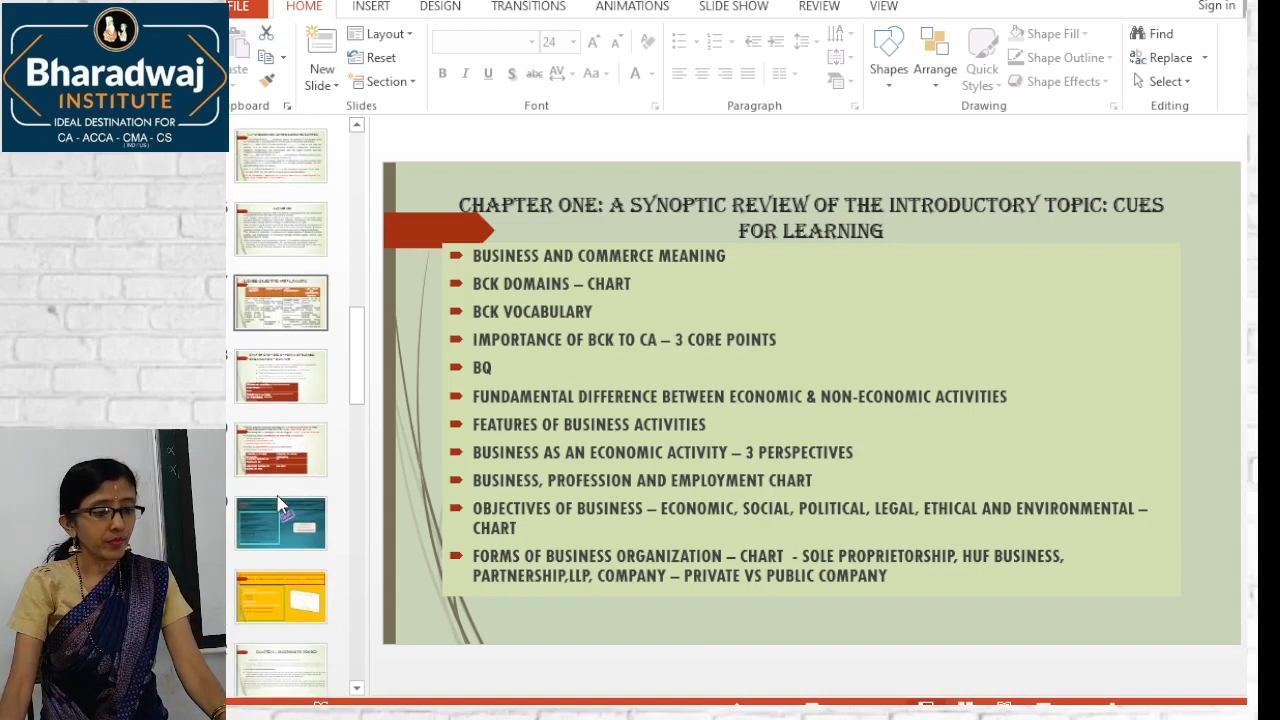 FILE HOME INSERT DESIGN TRANSITIONS ANIMATIONS SLIDE SHOW REVIEW VIEW Sign in
Bharadwaj
INSTITUTE
IDEAL DESTINATION FOR
CA - ACCA - CMA - CS
( IND / US )
Layout
Reset
Section
New
Slide
24
Shapes Arrange Quick
Styles
Shape Fill
Shape Outline
Shape Effects
Find
Replace
Select
Slides Font Paragraph Drawing Editing
CHAPTER ONE: A SYNOPTIC REVIEW OF THE INTRODUCTORY TOPIC: CUES
FOR LEARNING
BUSINESS AND COMMERCE MEANING
BCK DOMAINS – CHART
BCK VOCABULARY
IMPORTANCE OF BCK TO CA – 3 CORE POINTS
BQ
FUNDAMENTAL DIFFERENCE BETWEEN ECONOMIC & NON-ECONOMIC ACTIVITIES
FEATURES OF BUSINESS ACTIVITIES
BUSINESS AS AN ECONOMIC ACTIVITY – 3 PERSPECTIVES
BUSINESS, PROFESSION AND EMPLOYMENT CHART
OBJECTIVES OF BUSINESS – ECONOMIC, SOCIAL, POLITICAL, LEGAL, ETHICAL AND ENVIRONMENTAL –
CHART
FORMS OF BUSINESS ORGANIZATION – CHART - SOLE PROPRIETORSHIP, HUF BUSINESS,
PARTNERSHIP,LLP, COMPANY – PRIVATE VS PUBLIC COMPANY